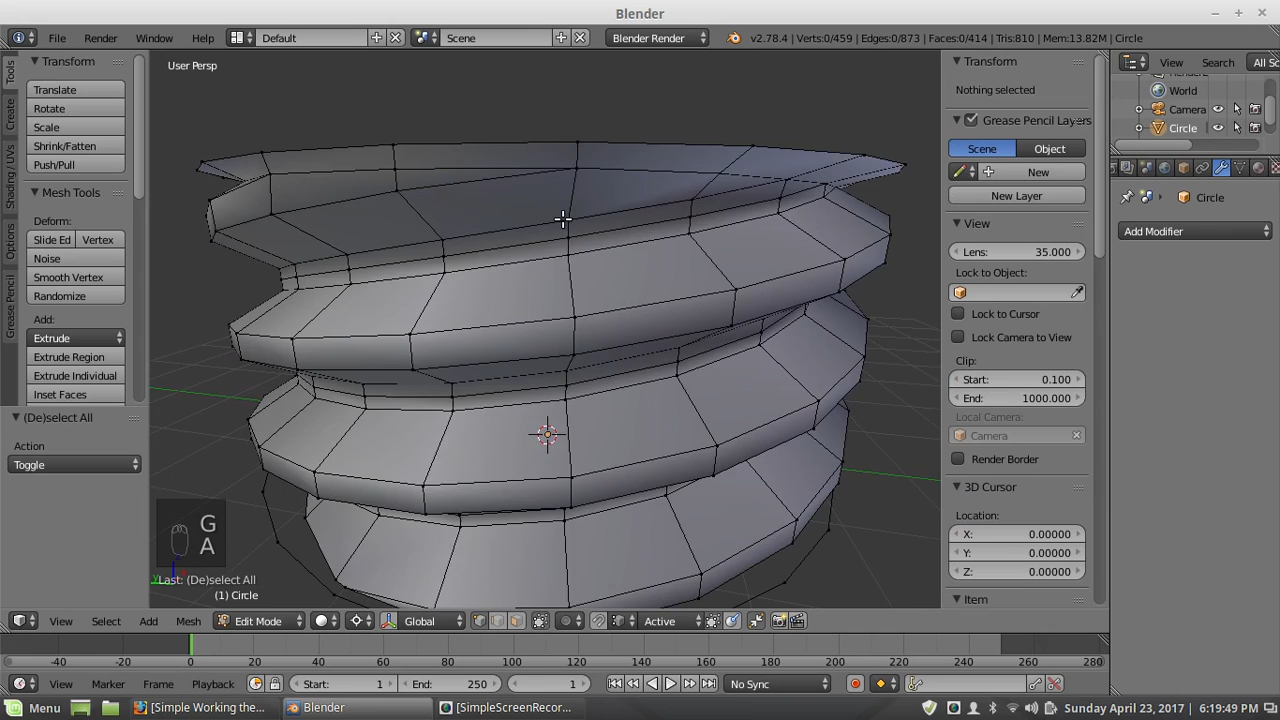 Blender
File Render Window Help Default Scene Blender Render v2.78.4 | Verts:0/459 | Edges:0/873 | Faces:0/414 | Tris:810 | Mem:13.82M | Circle
Tools
Create
Shading / UVs
Options
Grease Pencil
Transform
Translate
Rotate
Scale
Shrink/Fatten
Push/Pull
Mesh Tools
Deform:
Slide Ed Vertex
Noise
Smooth Vertex
Randomize
Add:
Extrude
Extrude Region
Extrude Individual
Inset Faces
(De)select All
Action
Toggle
User Persp
G
A
Last: (De)select All
(1) Circle
Transform
Nothing selected
Grease Pencil Layers
Scene Object
New
New Layer
View
Lens: 35.000
Lock to Object:
Lock to Cursor
Lock Camera to View
Clip:
Start: 0.100
End: 1000.000
Local Camera:
Camera
Render Border
3D Cursor
Location:
X: 0.00000
Y: 0.00000
Z: 0.00000
Item
View Search All Sc
World
Camera
Circle
Circle
Add Modifier
View Select Add Mesh Edit Mode Global Active
-40 -20 0 20 40 60 80 100 120 140 160 180 200 220 240 260 280
View Marker Frame Playback Start: 1 End: 250 1 No Sync
Menu [Simple Working the... Blender [SimpleScreenRecor... Sunday April 23, 2017 6:19:49 PM